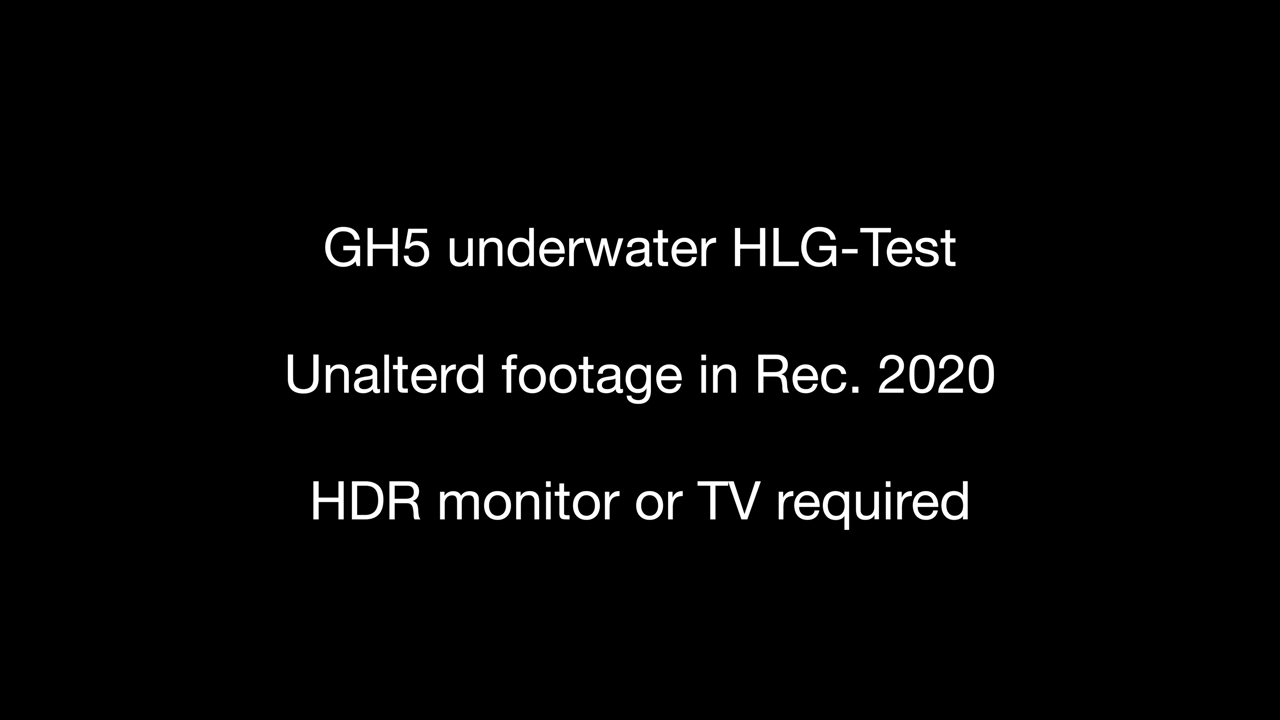 GH5 underwater HLG-Test
Unalterd footage in Rec. 2020
HDR monitor or TV required